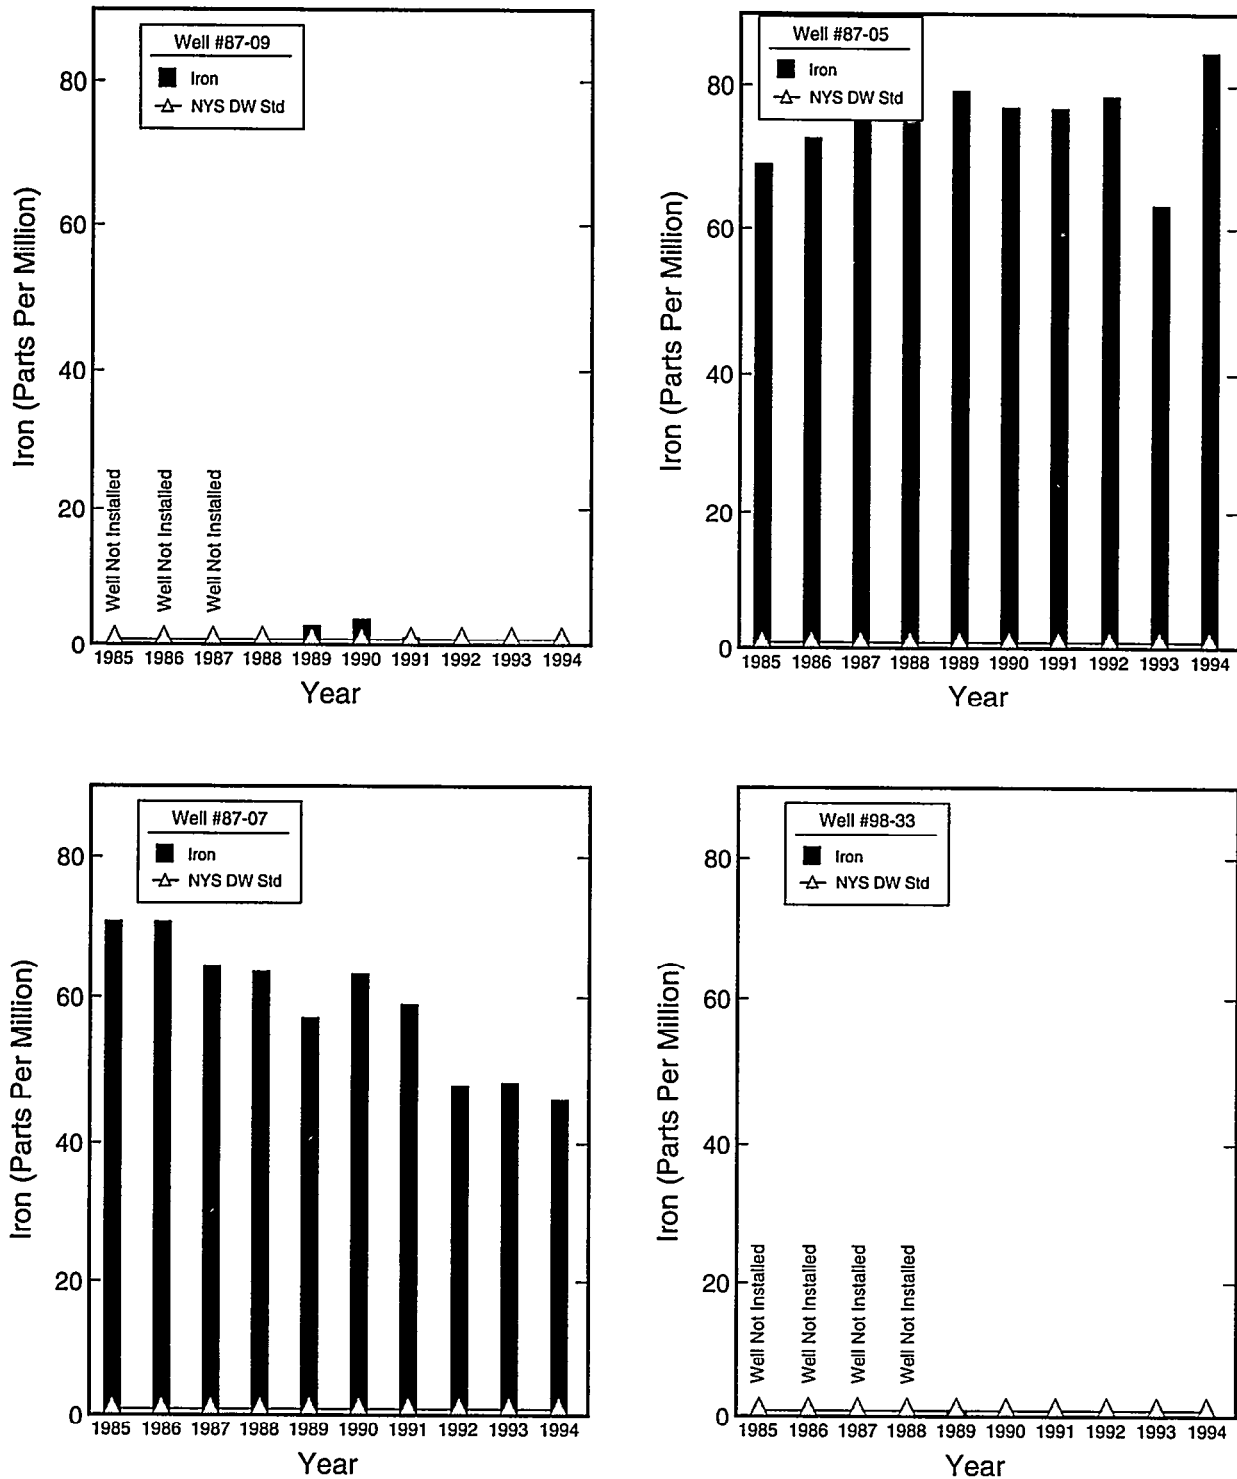 Well #87-09
Iron
NYS DW Std
80
60
40
20
0
Iron (Parts Per Million)
Well Not Installed
Well Not Installed
Well Not Installed
1985 1986 1987 1988 1989 1990 1991 1992 1993 1994
Year
Well #87-05
Iron
NYS DW Std
80
60
40
20
0
Iron (Parts Per Million)
1985 1986 1987 1988 1989 1990 1991 1992 1993 1994
Year
Well #87-07
Iron
NYS DW Std
80
60
40
20
0
Iron (Parts Per Million)
1985 1986 1987 1988 1989 1990 1991 1992 1993 1994
Year
Well #98-33
Iron
NYS DW Std
80
60
40
20
0
Iron (Parts Per Million)
Well Not Installed
Well Not Installed
Well Not Installed
Well Not Installed
1985 1986 1987 1988 1989 1990 1991 1992 1993 1994
Year